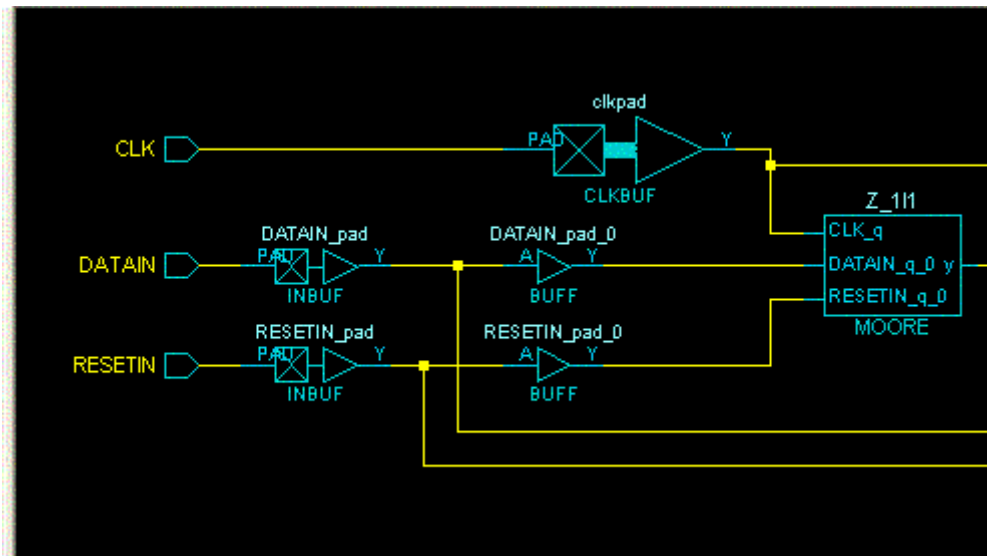 clkpad
CLK PAD Y
CLKBUF
Z_1I1
CLK_q
DATAIN_pad DATAIN_pad_0
DATAIN PAD Y A Y DATAIN_q_0 y
INBUF BUFF
RESETIN_q_0
MOORE
RESETIN_pad RESETIN_pad_0
RESETIN PAD Y A Y
INBUF BUFF